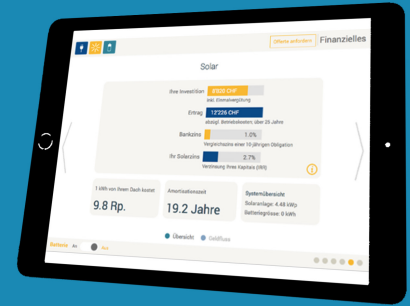 Offerte anfordern
Finanzielles
Solar
Ihre Investition
8'800 CHF
inkl. Einmalvergütung
Ertrag
12'226 CHF
abzügl. Betriebskosten, über 25 Jahre
Bankzins
1.0%
Vergleichszins einer 10-jährigen Obligation
Ihr Solarzins
2.7%
Verzinsung Ihres Kapitals (IRR)
1 kWh von Ihrem Dach kostet
9.8 Rp.
Amortisationszeit
19.2 Jahre
Systemübersicht
Solaranlage: 4.48 kWp
Batteriegrösse: 0 kWh
Übersicht
Geldfluss
Batterie
An
Aus